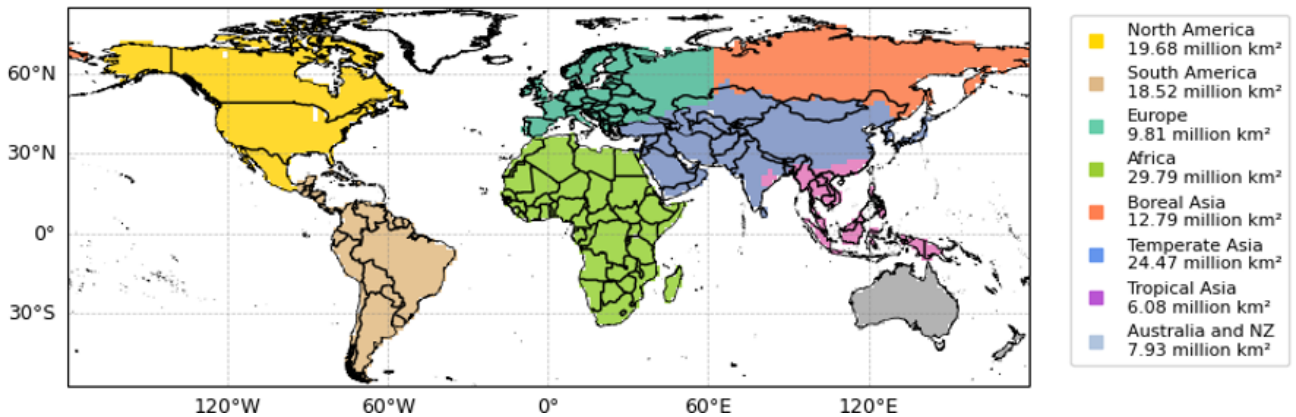 60°N
30°N
0°
30°S
120°W
60°W
0°
60°E
120°E
North America
19.68 million km²
South America
18.52 million km²
Europe
9.81 million km²
Africa
29.79 million km²
Boreal Asia
12.79 million km²
Temperate Asia
24.47 million km²
Tropical Asia
6.08 million km²
Australia and NZ
7.93 million km²